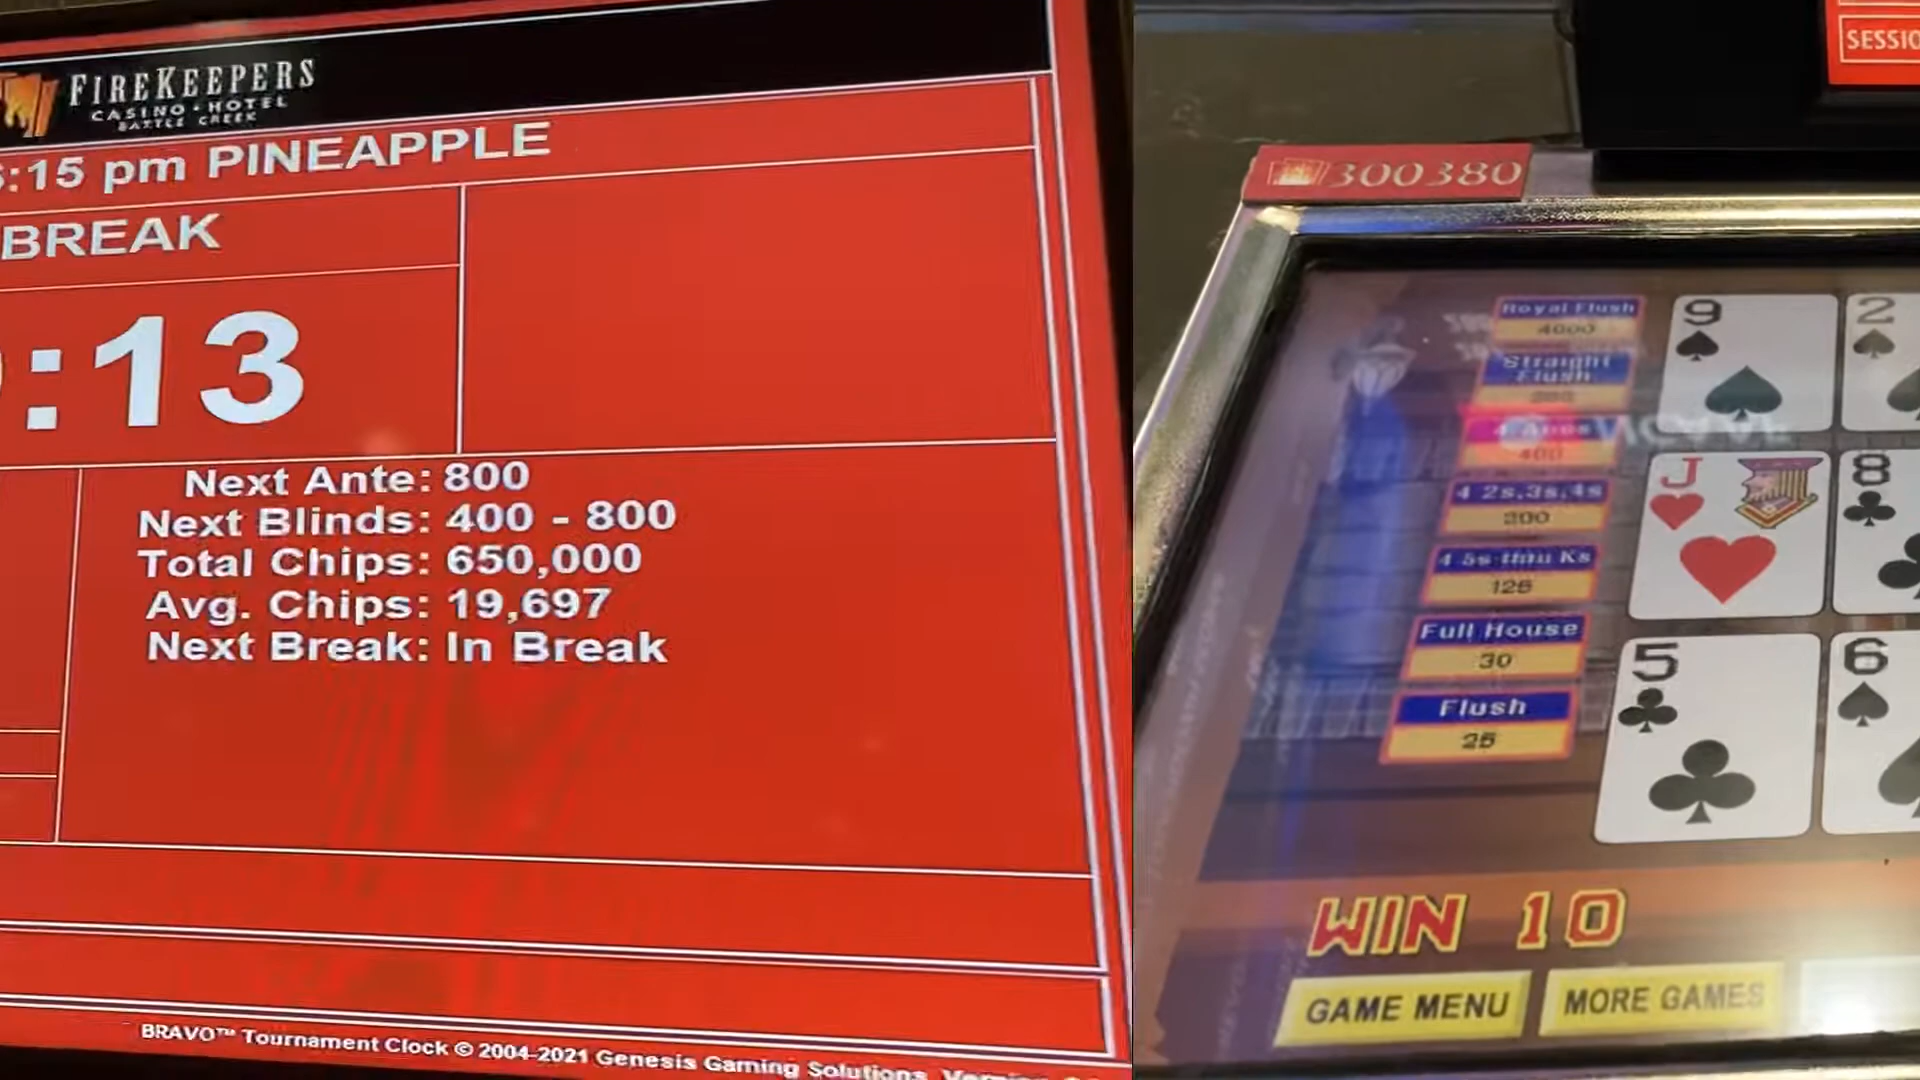 FIREKEEPERS
CASINO • HOTEL
BATTLE CREEK
:15 pm PINEAPPLE
BREAK
:13
Next Ante: 800
Next Blinds: 400 - 800
Total Chips: 650,000
Avg. Chips: 19,697
Next Break: In Break
BRAVO™ Tournament Clock © 2004-2021 Genesis Gaming Solutions,
SESSIO
300380
Royal Flush
4000
Straight
Flush
4 Aces
400
4 2s,3s,4s
200
4 5s thru Ks
125
Full House
30
Flush
25
9
2
J
8
5
6
WIN 10
GAME MENU
MORE GAMES